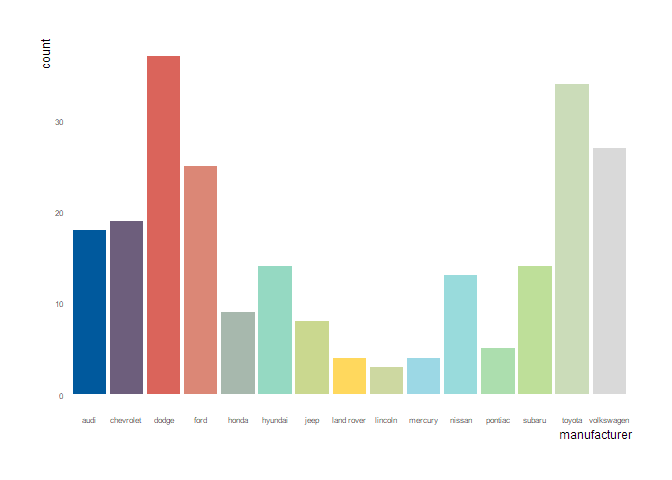 count
30
20
10
0
audi chevrolet dodge ford honda hyundai jeep land rover lincoln mercury nissan pontiac subaru toyota volkswagen
manufacturer